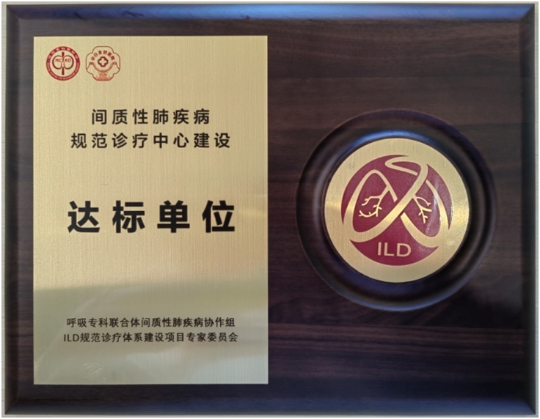 间质性肺疾病
规范诊疗中心建设
达标单位
呼吸专科联合体间质性肺疾病协作组
ILD规范诊疗体系建设项目专家委员会
ILD